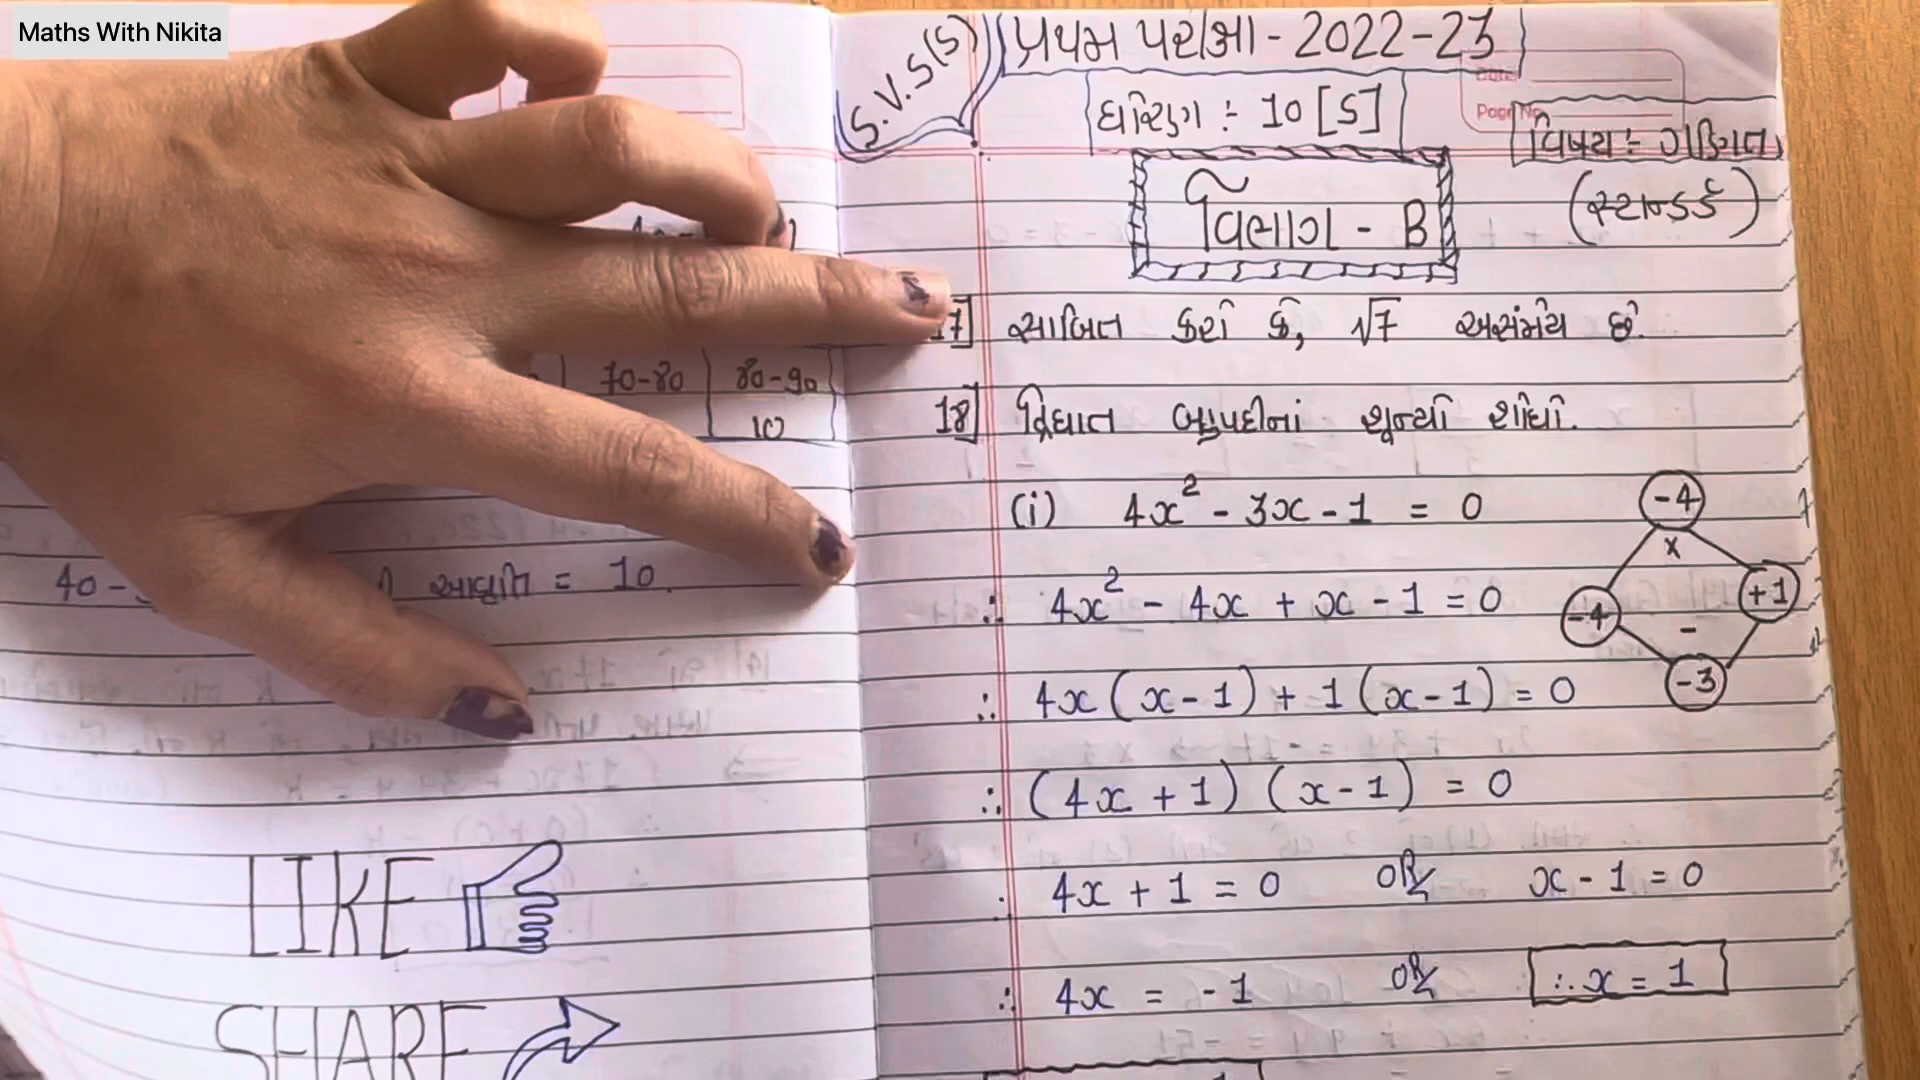 Maths With Nikita
70-80 80-90
10
40-
આવૃત્તિ = 10.
LIKE
SHARE
S.V.S(S)
પ્રથમ પરીક્ષા - 2022-23
Date
Page No
ધોરણ :- 10 [S]
વિષય :- ગણિત
(સ્ટાન્ડર્ડ)
વિભાગ - B
17] સાબિત કરો કે, √7 અસંમેય છે.
18] દ્વિઘાત બહુપદીનાં શૂન્યો શોધો.
(i) 4x² - 3x - 1 = 0
-4
×
-4 +1
-
-3
∴ 4x² - 4x + x - 1 = 0
∴ 4x (x - 1) + 1 (x - 1) = 0
∴ (4x + 1) (x - 1) = 0
∴ 4x + 1 = 0 OR x - 1 = 0
∴ 4x = -1 OR ∴ x = 1